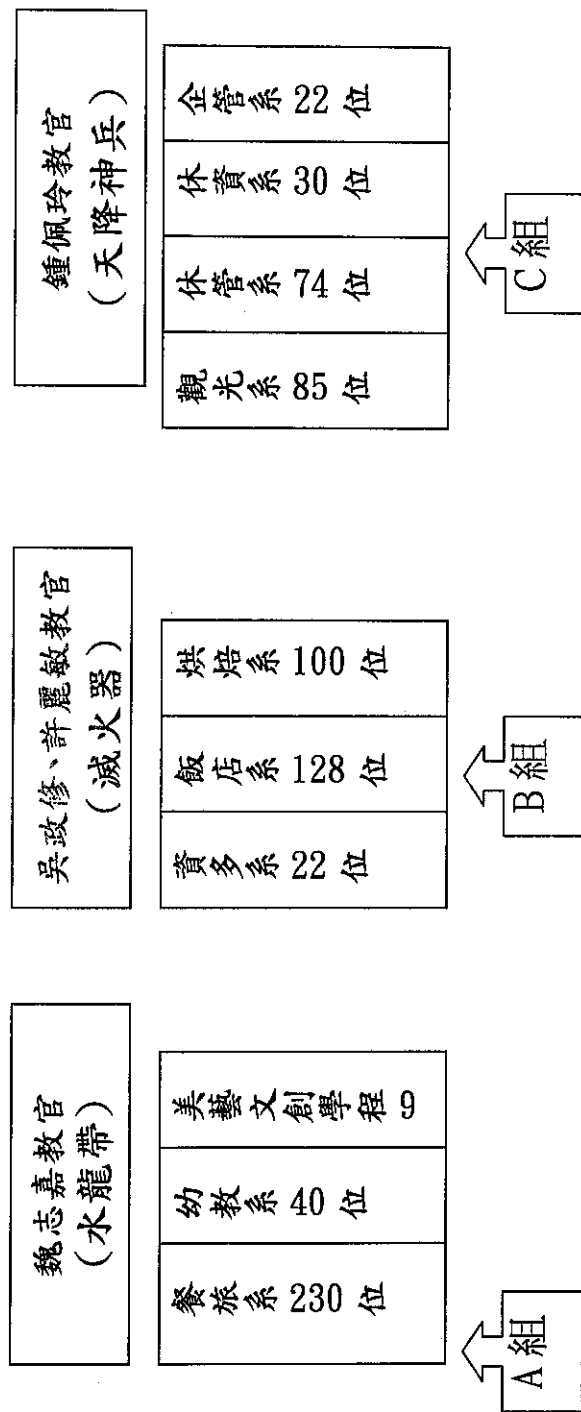 魏志嘉教官
（水龍帶）
餐旅系 230 位
幼教系 40 位
美藝文創學程 9
A 組
吳政修、許麗敏教官
（滅火器）
資多系 22 位
飯店系 128 位
烘焙系 100 位
B 組
鍾佩玲教官
（天降神兵）
觀光系 85 位
休管系 74 位
休資系 30 位
企管系 22 位
C 組